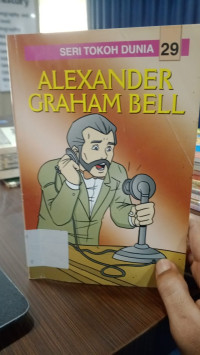 SERI TOKOH DUNIA 29
ALEXANDER
GRAHAM BELL